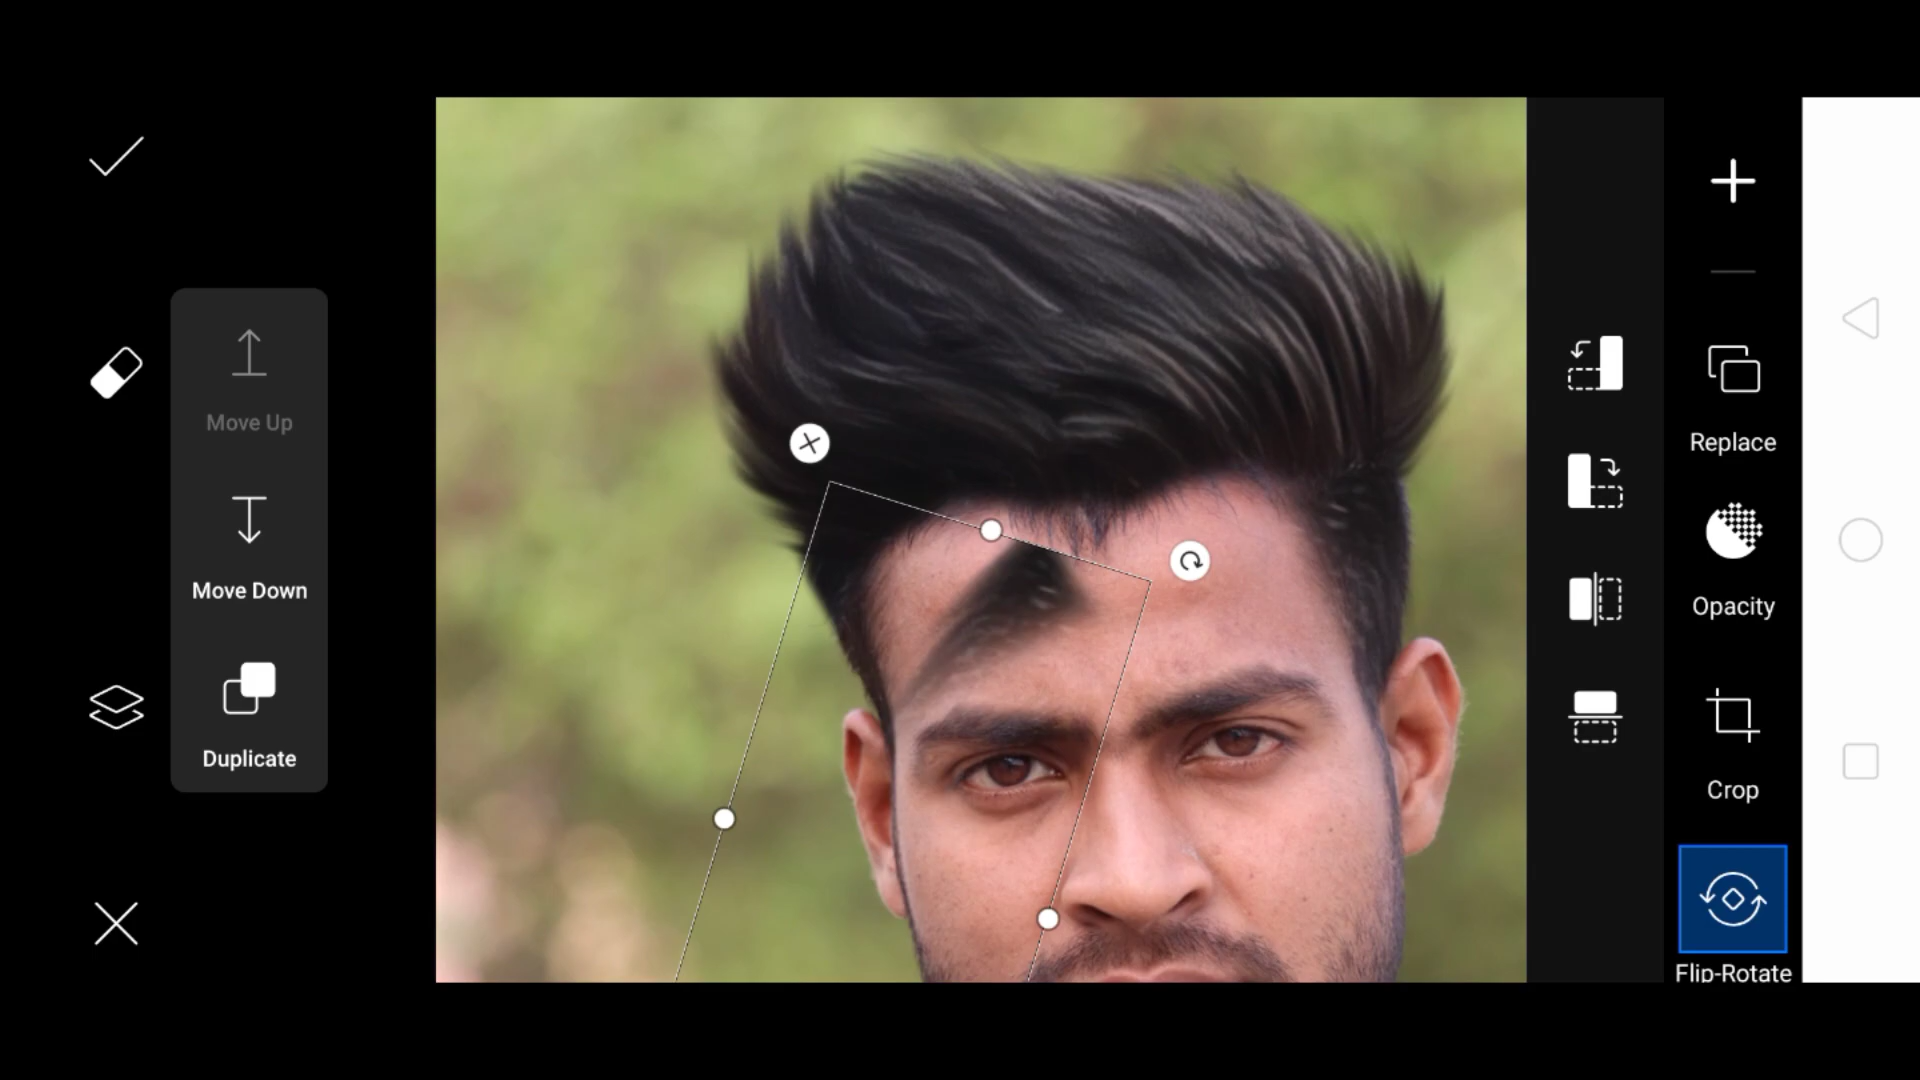 Move Up
Move Down
Duplicate
Replace
Opacity
Crop
Flip-Rotate